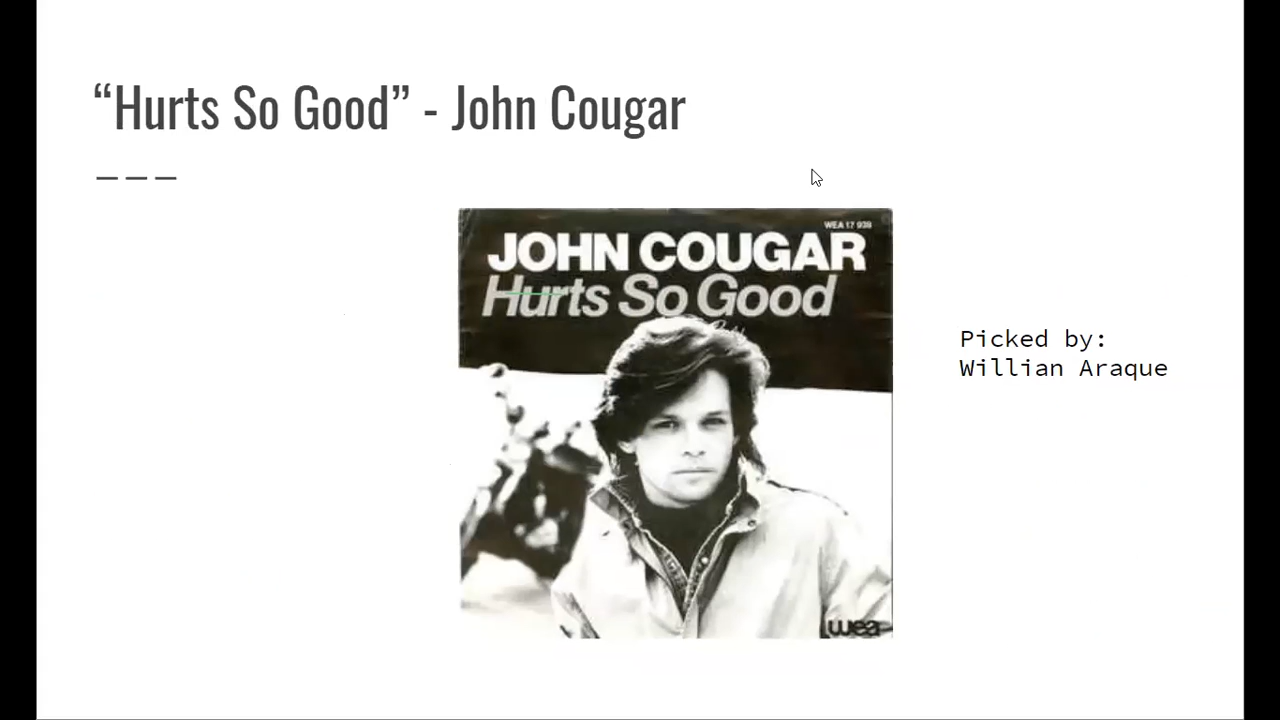 “Hurts So Good” - John Cougar
WEA 17 939
JOHN COUGAR
Hurts So Good
Picked by:
Willian Araque
wea